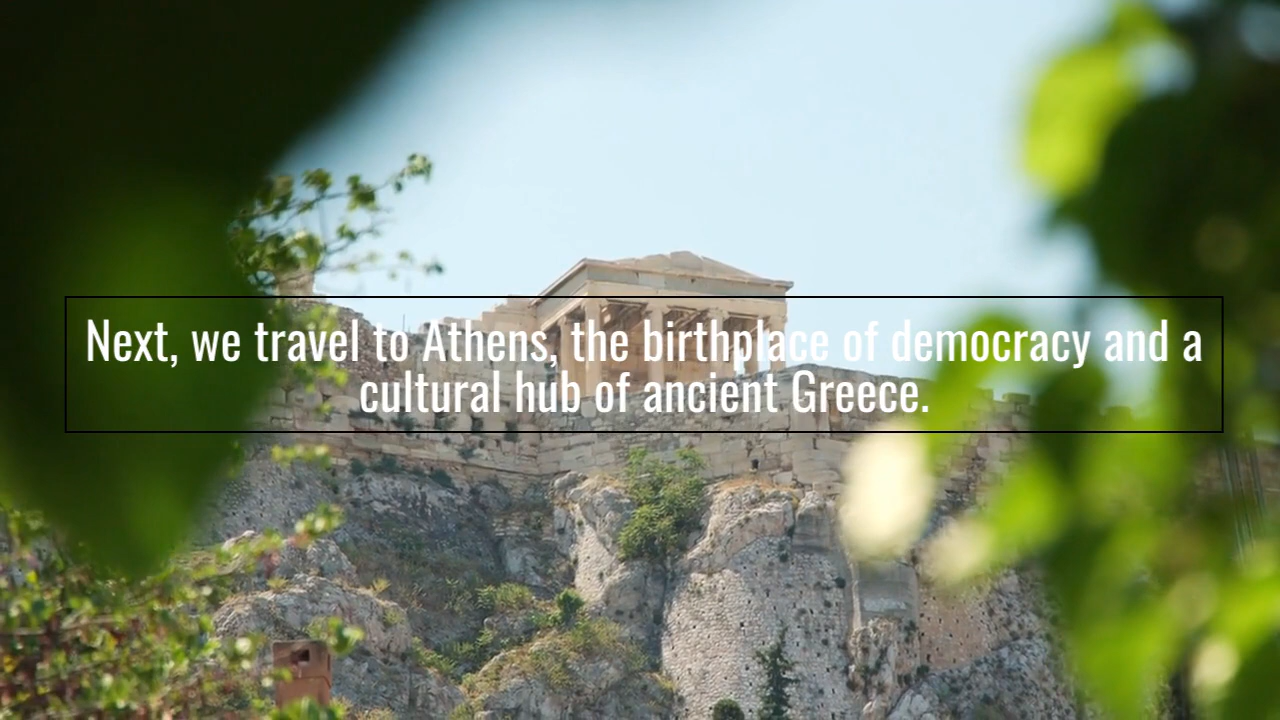 Next, we travel to Athens, the birthplace of democracy and a
cultural hub of ancient Greece.